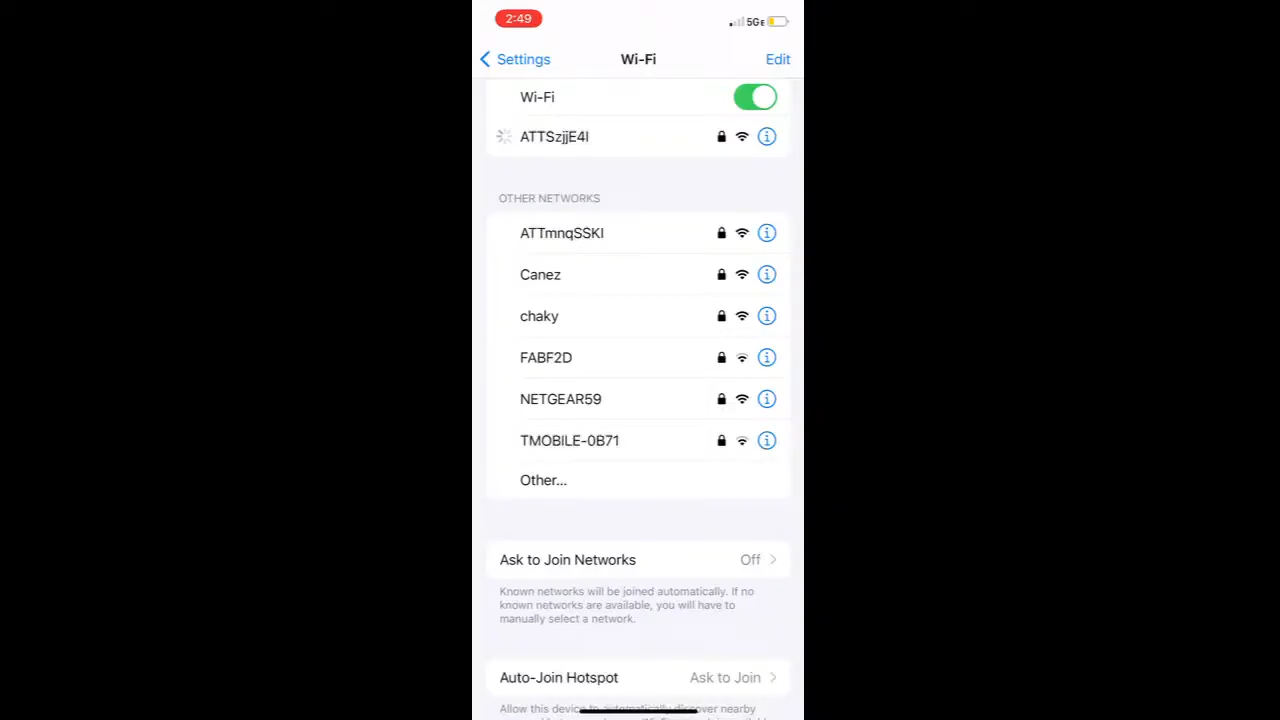 2:49
5GE
Settings
Wi-Fi
Edit
Wi-Fi
ATTSzjjE4I
OTHER NETWORKS
ATTmnqSSKI
Canez
chaky
FABF2D
NETGEAR59
TMOBILE-0B71
Other...
Ask to Join Networks
Off
Known networks will be joined automatically. If no
known networks are available, you will have to
manually select a network.
Auto-Join Hotspot
Ask to Join
Allow this device to automatically discover nearby